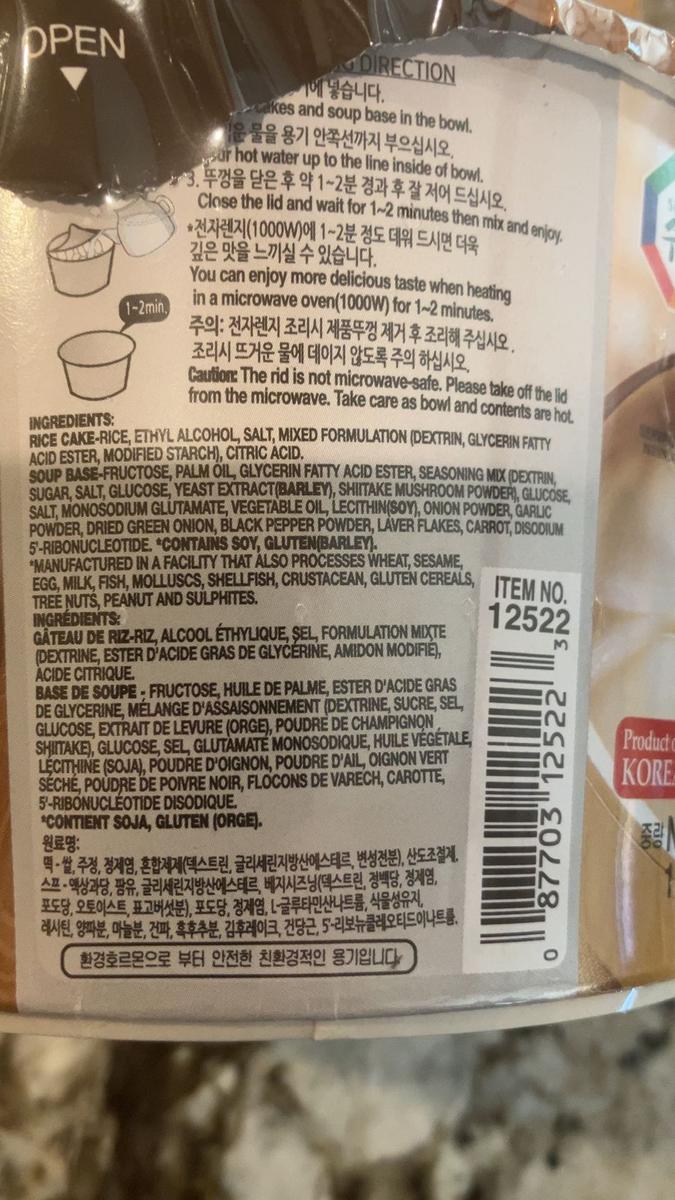 OPEN
DIRECTION
넣습니다.
and soup base in the bowl.
물을 용기 안쪽선까지 부으십시오.
hot water up to the line inside of bowl.
3. 뚜껑을 닫은 후 약 1~2분 경과 후 잘 저어 드십시오.
Close the lid and wait for 1~2 minutes then mix and enjoy.
*전자렌지(1000W)에 1~2분 정도 데워 드시면 더욱
깊은 맛을 느끼실 수 있습니다.
You can enjoy more delicious taste when heating
in a microwave oven(1000W) for 1~2 minutes.
1~2min.
주의: 전자렌지 조리시 제품뚜껑 제거 후 조리해 주십시오.
조리시 뜨거운 물에 데이지 않도록 주의 하십시오.
Caution: The rid is not microwave-safe. Please take off the lid
from the microwave. Take care as bowl and contents are hot.
INGREDIENTS:
RICE CAKE-RICE, ETHYL ALCOHOL, SALT, MIXED FORMULATION (DEXTRIN, GLYCERIN FATTY
ACID ESTER, MODIFIED STARCH), CITRIC ACID.
SOUP BASE-FRUCTOSE, PALM OIL, GLYCERIN FATTY ACID ESTER, SEASONING MIX (DEXTRIN,
SUGAR, SALT, GLUCOSE, YEAST EXTRACT(BARLEY), SHIITAKE MUSHROOM POWDER), GLUCOSE,
SALT, MONOSODIUM GLUTAMATE, VEGETABLE OIL, LECITHIN(SOY), ONION POWDER, GARLIC
POWDER, DRIED GREEN ONION, BLACK PEPPER POWDER, LAVER FLAKES, CARROT, DISODIUM
5'-RIBONUCLEOTIDE. *CONTAINS SOY, GLUTEN(BARLEY).
*MANUFACTURED IN A FACILITY THAT ALSO PROCESSES WHEAT, SESAME,
EGG, MILK, FISH, MOLLUSCS, SHELLFISH, CRUSTACEAN, GLUTEN CEREALS,
TREE NUTS, PEANUT AND SULPHITES.
INGRÉDIENTS:
GÂTEAU DE RIZ-RIZ, ALCOOL ÉTHYLIQUE, SEL, FORMULATION MIXTE
(DEXTRINE, ESTER D'ACIDE GRAS DE GLYCÉRINE, AMIDON MODIFIÉ),
ACIDE CITRIQUE.
BASE DE SOUPE - FRUCTOSE, HUILE DE PALME, ESTER D'ACIDE GRAS
DE GLYCERINE, MÉLANGE D'ASSAISONNEMENT (DEXTRINE, SUCRE, SEL,
GLUCOSE, EXTRAIT DE LEVURE (ORGE), POUDRE DE CHAMPIGNON
SHIITAKE), GLUCOSE, SEL, GLUTAMATE MONOSODIQUE, HUILE VÉGÉTALE,
LÉCITHINE (SOJA), POUDRE D'OIGNON, POUDRE D'AIL, OIGNON VERT
SÉCHÉ, POUDRE DE POIVRE NOIR, FLOCONS DE VARECH, CAROTTE,
5'-RIBONUCLÉOTIDE DISODIQUE.
*CONTIENT SOJA, GLUTEN (ORGE).
원료명:
떡 - 쌀, 주정, 정제염, 혼합제제(덱스트린, 글리세린지방산에스테르, 변성전분), 산도조절제.
스프 - 액상과당, 팜유, 글리세린지방산에스테르, 베지시즈닝(덱스트린, 정백당, 정제염,
포도당, 오토이스트, 표고버섯분), 포도당, 정제염, L-글루타민산나트륨, 식물성유지,
레시틴, 양파분, 마늘분, 건파, 흑후추분, 김후레이크, 건당근, 5'-리보뉴클레오티드이나트륨.
환경호르몬으로 부터 안전한 친환경적인 용기입니다
ITEM NO.
12522
0 87703 12522 3
Product
KOREA
중량